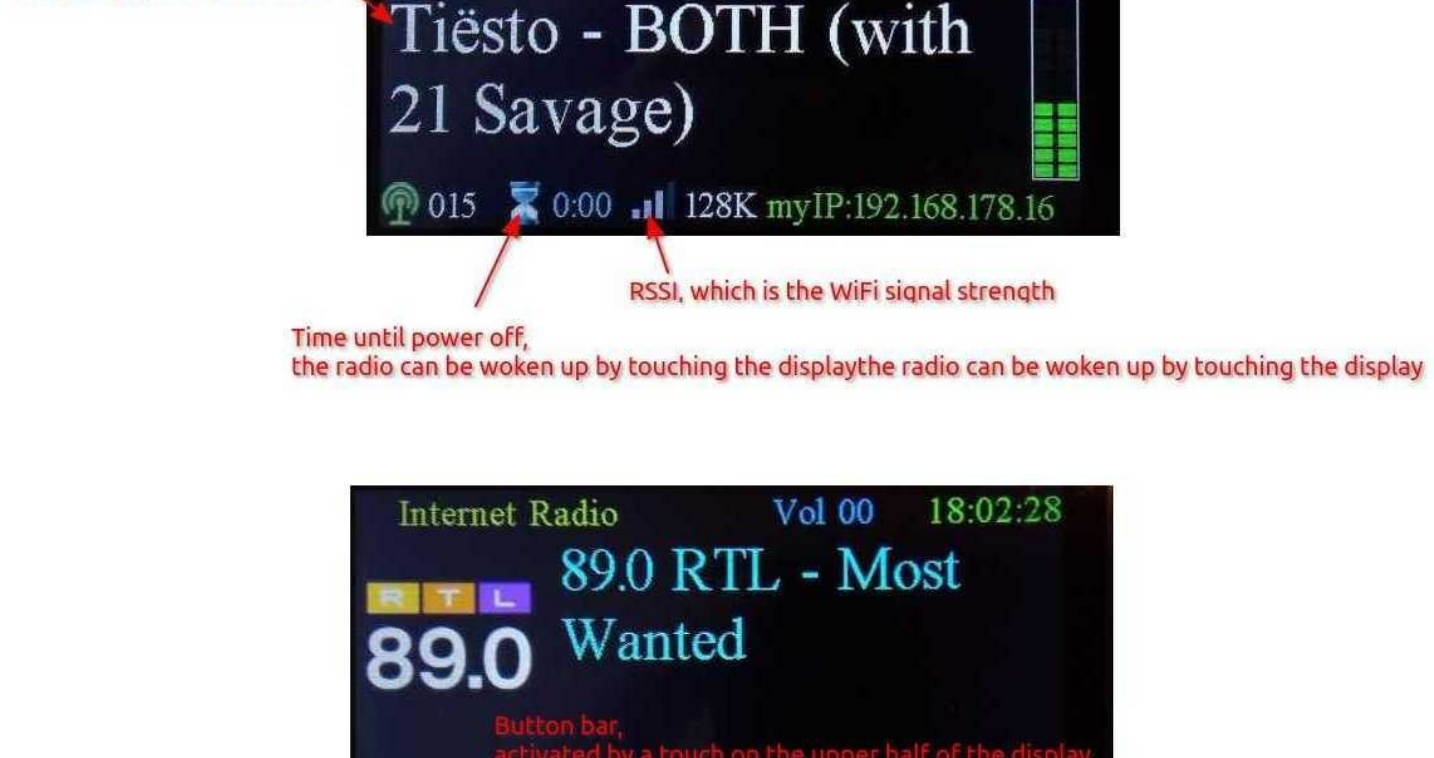 Tiësto - BOTH (with
21 Savage)
015 0:00 128K myIP:192.168.178.16
RSSI, which is the WiFi signal strength
Time until power off,
the radio can be woken up by touching the displaythe radio can be woken up by touching the display
Internet Radio Vol 00 18:02:28
89.0 RTL - Most
Wanted
RTL
89.0
Button bar,
activated by a touch on the upper half of the display